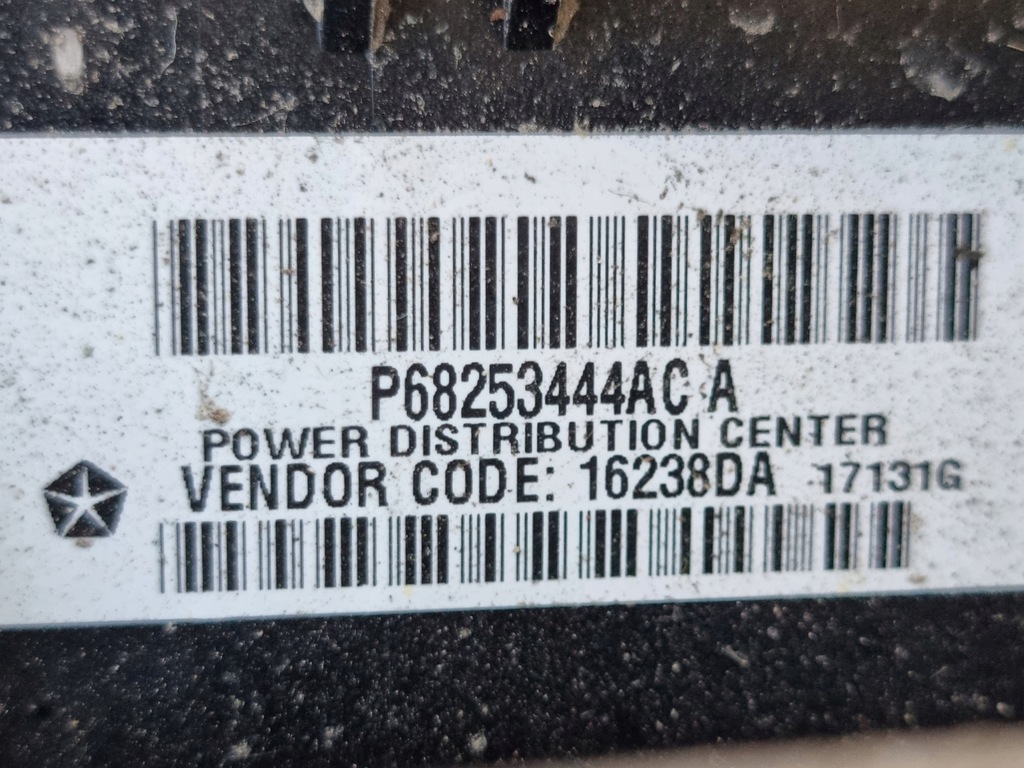 P68253444AC A
POWER DISTRIBUTION CENTER
VENDOR CODE: 16238DA 17131G